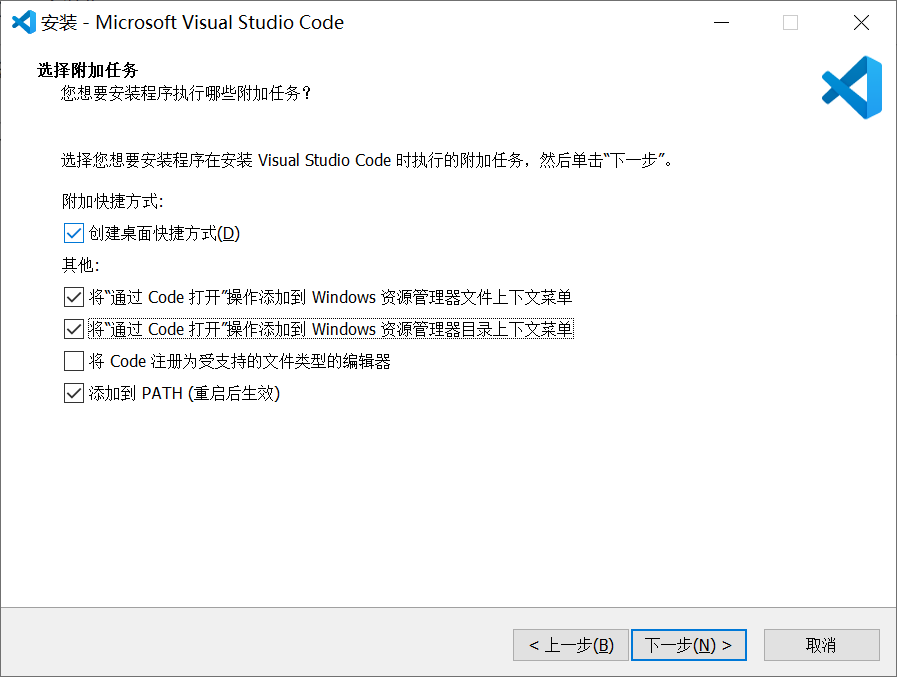 安装 - Microsoft Visual Studio Code
选择附加任务
您想要安装程序执行哪些附加任务？
选择您想要安装程序在安装 Visual Studio Code 时执行的附加任务，然后单击“下一步”。
附加快捷方式:
创建桌面快捷方式(D)
其他:
将“通过 Code 打开”操作添加到 Windows 资源管理器文件上下文菜单
将“通过 Code 打开”操作添加到 Windows 资源管理器目录上下文菜单
将 Code 注册为受支持的文件类型的编辑器
添加到 PATH (重启后生效)
< 上一步(B) 下一步(N) > 取消